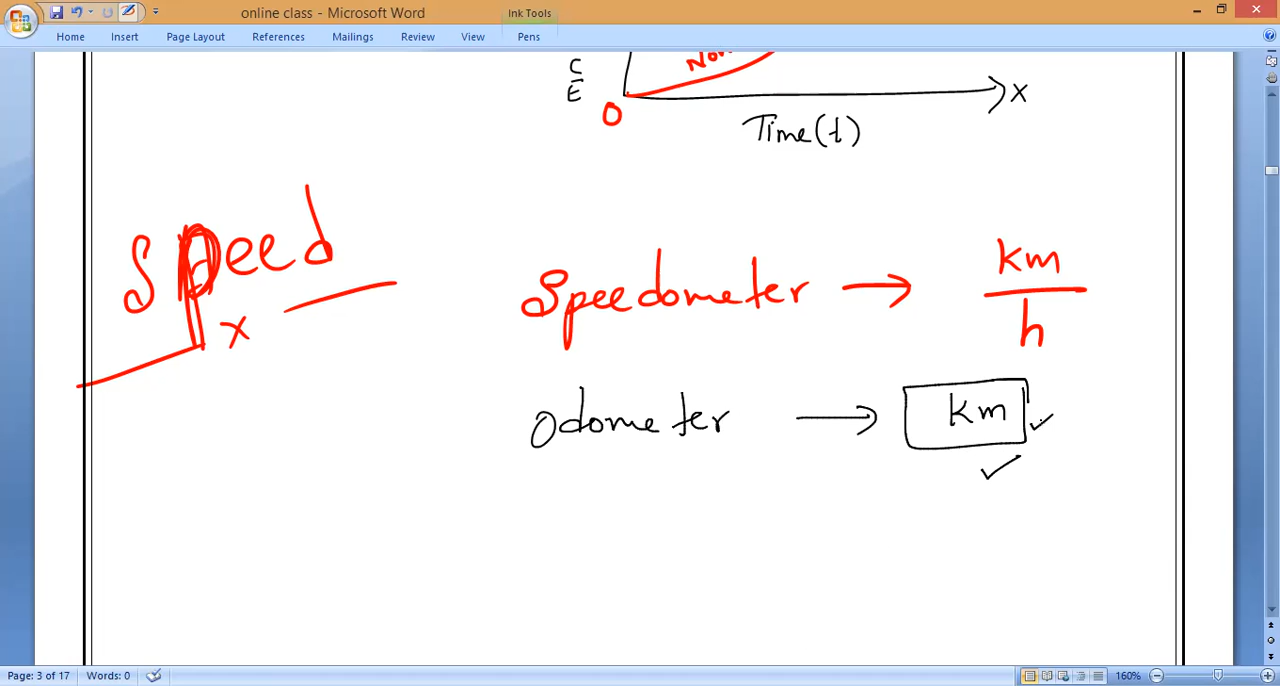 online class - Microsoft Word
Ink Tools
Home Insert Page Layout References Mailings Review View Pens
C
E
O
X
Time(t)
Speed
x
Speedometer → km
h
Odometer → km
Page: 3 of 17 Words: 0 160%